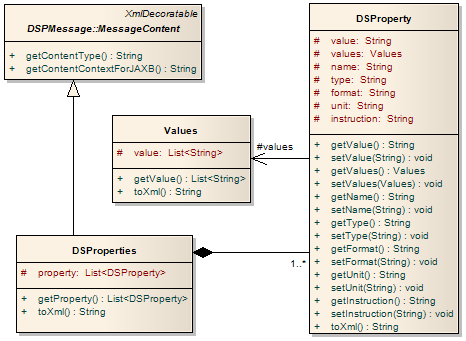 XmlDecoratable
DSPMessage::MessageContent
+ getContentType() : String
+ getContentContextForJAXB() : String
DSProperty
# value: String
# values: Values
# name: String
# type: String
# format: String
# unit: String
# instruction: String
+ getValue() : String
+ setValue(String) : void
+ getValues() : Values
+ setValues(Values) : void
+ getName() : String
+ setName(String) : void
+ getType() : String
+ setType(String) : void
+ getFormat() : String
+ setFormat(String) : void
+ getUnit() : String
+ setUnit(String) : void
+ getInstruction() : String
+ setInstruction(String) : void
+ toXml() : String
Values
# value: List<String>
+ getValue() : List<String>
+ toXml() : String
#values
DSProperties
# property: List<DSProperty>
+ getProperty() : List<DSProperty>
+ toXml() : String
1..*